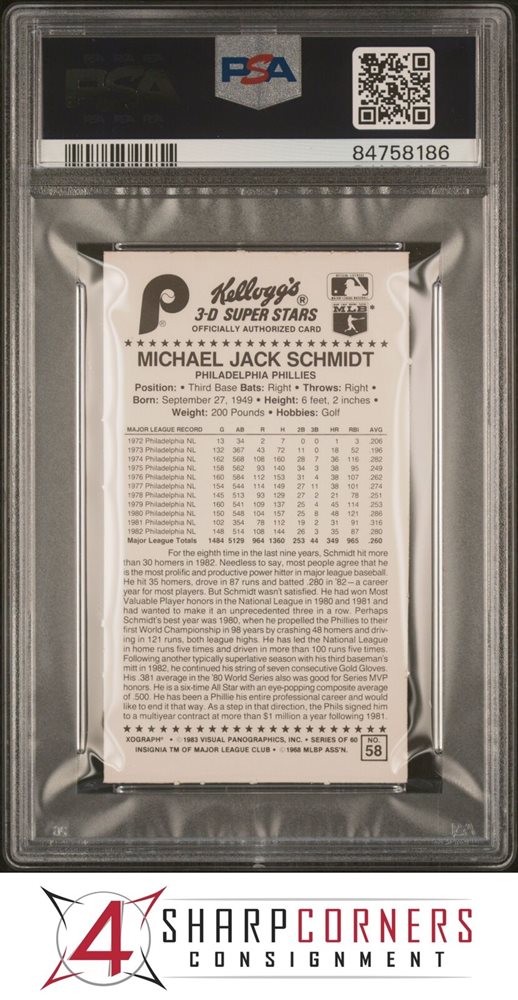 PSA
84758186
P
Kellogg's®
3-D SUPER STARS
OFFICIALLY AUTHORIZED CARD
MLB
MICHAEL JACK SCHMIDT
PHILADELPHIA PHILLIES
Position: • Third Base Bats: Right • Throws: Right •
Born: September 27, 1949 • Height: 6 feet, 2 inches •
Weight: 200 Pounds • Hobbies: Golf
MAJOR LEAGUE RECORD G AB R H 2B 3B HR RBI AVG
1972 Philadelphia NL 13 34 2 7 0 0 1 3 .206
1973 Philadelphia NL 132 367 43 72 11 0 18 52 .196
1974 Philadelphia NL 162 568 108 160 28 7 36 116 .282
1975 Philadelphia NL 158 562 93 140 34 3 38 95 .249
1976 Philadelphia NL 160 584 112 153 31 4 38 107 .262
1977 Philadelphia NL 154 544 114 149 27 11 38 101 .274
1978 Philadelphia NL 145 513 93 129 27 2 21 78 .251
1979 Philadelphia NL 160 541 109 137 25 4 45 114 .253
1980 Philadelphia NL 150 548 104 157 25 8 48 121 .286
1981 Philadelphia NL 102 354 78 112 19 2 31 91 .316
1982 Philadelphia NL 148 514 108 144 26 3 35 87 .280
Major League Totals 1484 5129 964 1360 253 44 349 965 .260
For the eighth time in the last nine years, Schmidt hit more
than 30 homers in 1982. Needless to say, most people agree that he
is the most prolific and productive power hitter in major league baseball.
He hit 35 homers, drove in 87 runs and batted .280 in '82—a career
year for most players. But Schmidt wasn't satisfied. He had won Most
Valuable Player honors in the National League in 1980 and 1981 and
had wanted to make it an unprecedented three in a row. Perhaps
Schmidt's best year was 1980, when he propelled the Phillies to their
first World Championship in 98 years by crashing 48 homers and driv-
ing in 121 runs, both league highs. He has led the National League
in home runs five times and driven in more than 100 runs five times.
Following another typically superlative season with his third baseman's
mitt in 1982, he continued his string of seven consecutive Gold Gloves.
His .381 average in the '80 World Series also was good for Series MVP
honors. He is a six-time All Star with an eye-popping composite average
of .500. He has been a Phillie his entire professional career and would
like to end it that way. As a step in that direction, the Phils signed him
to a multiyear contract at more than $1 million a year following 1981.
XOGRAPH® • ©1983 VISUAL PANOGRAPHICS, INC. • SERIES OF 60
INSIGNIA TM OF MAJOR LEAGUE CLUB • ©1968 MLBP ASS'N.
NO.
58
4 SHARPCORNERS
CONSIGNMENT